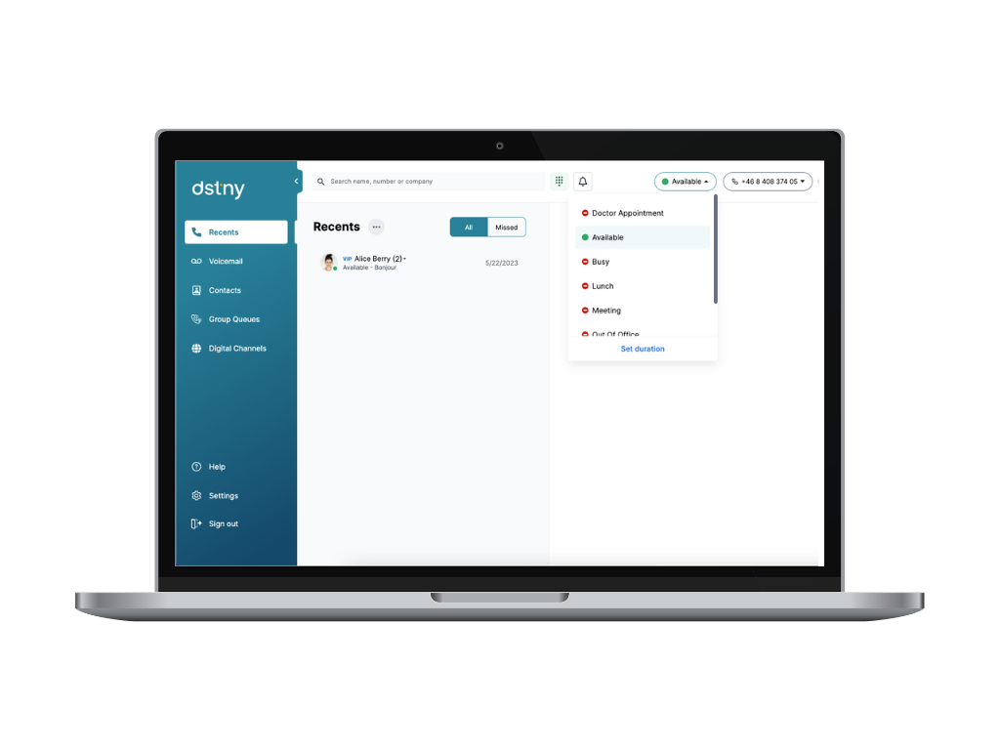 dstny
Search name, number or company
Available
+46 8 408 374 05
Recents
Voicemail
Contacts
Group Queues
Digital Channels
Help
Settings
Sign out
Recents
All
Missed
VIP Alice Berry (2)
Available - Bonjour
5/22/2023
Doctor Appointment
Available
Busy
Lunch
Meeting
Out Of Office
Set duration